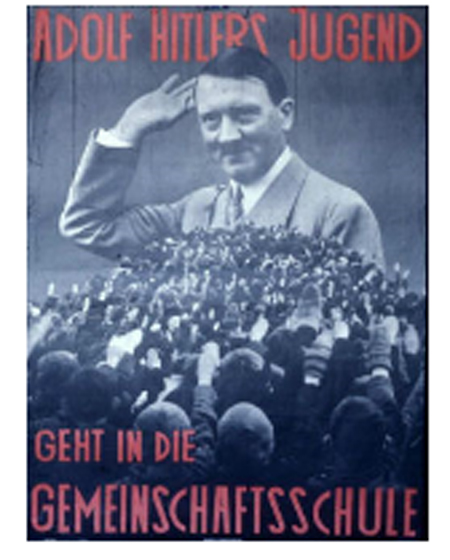 ADOLF HITLERS JUGEND
GEHT IN DIE
GEMEINSCHAFTSSCHULE